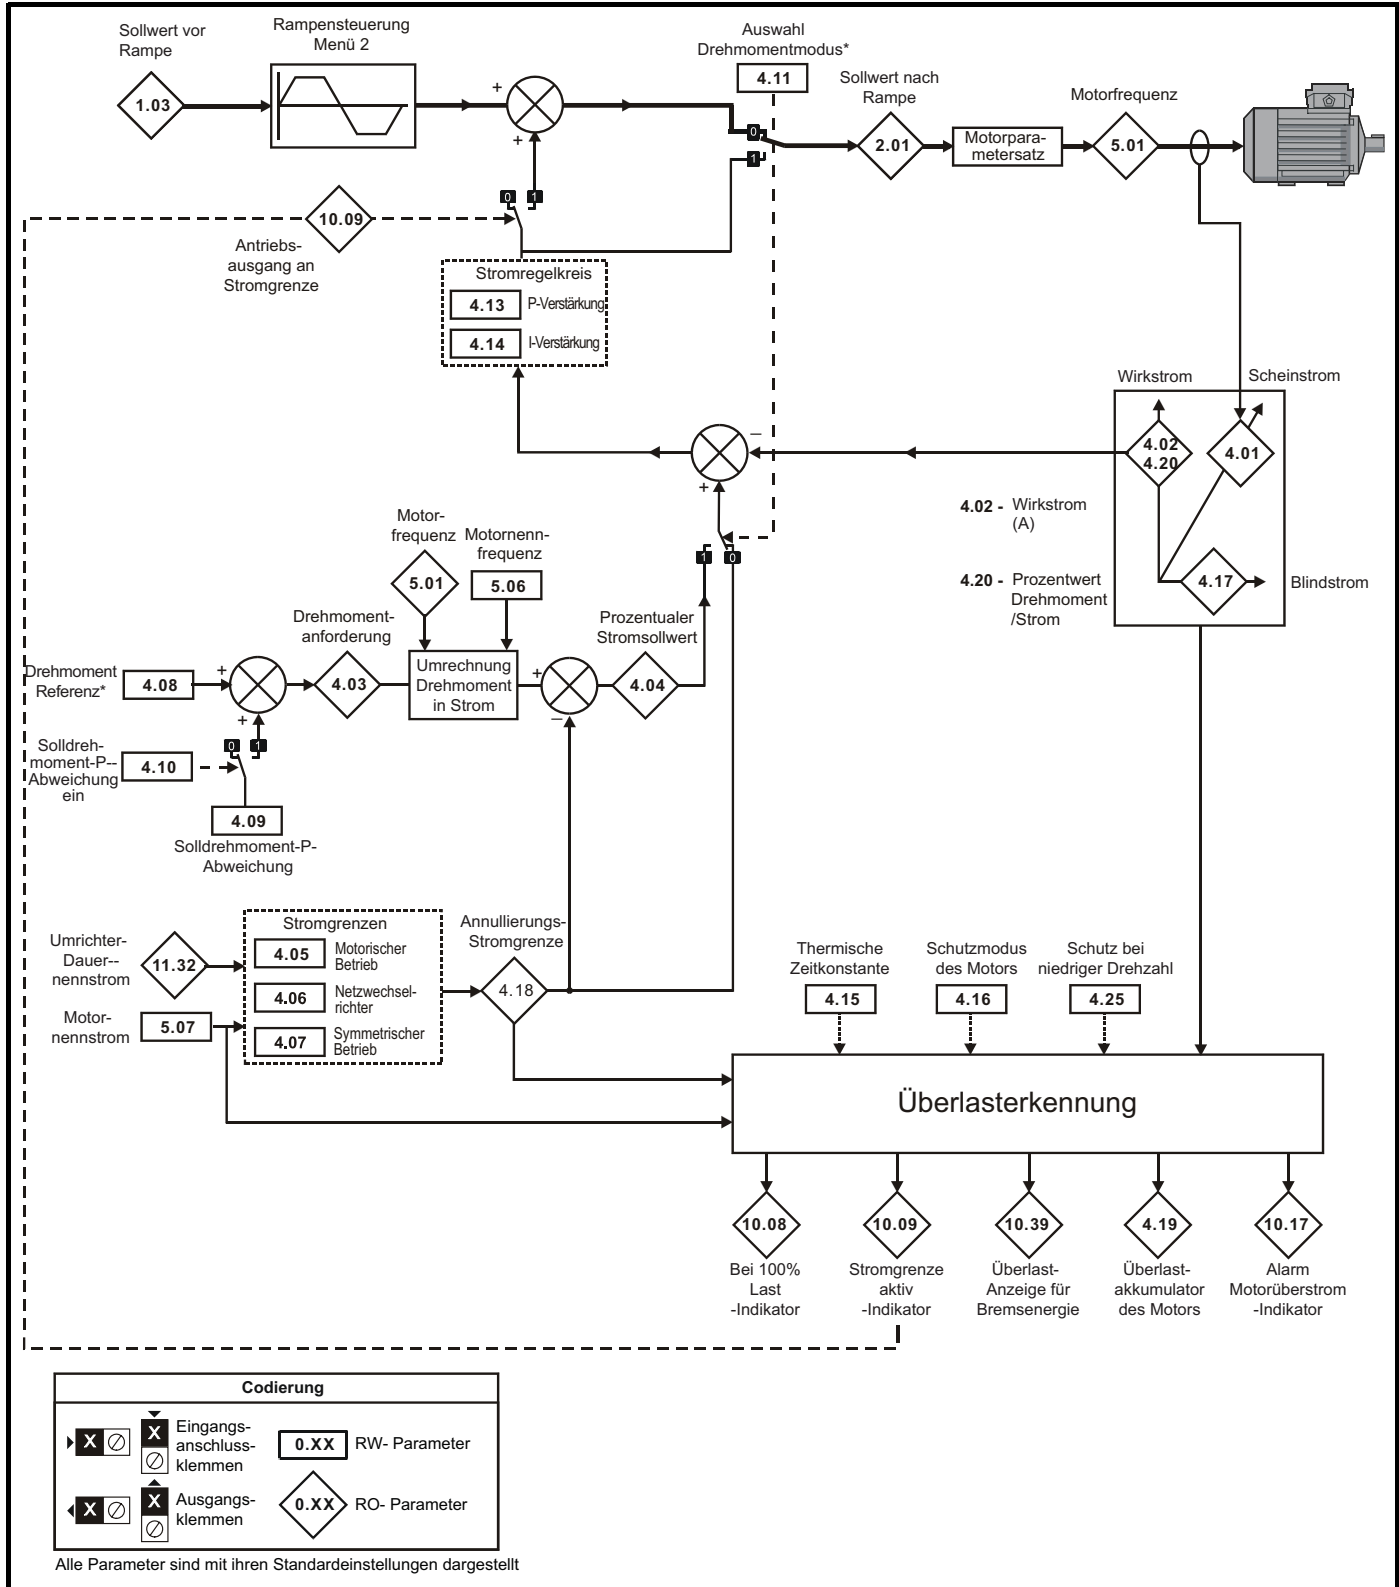 Sollwert vor
Rampe
1.03
Rampensteuerung
Menü 2
+
+
Auswahl
Drehmomentmodus*
4.11
0
1
Sollwert nach
Rampe
2.01
Motorpara-
metersatz
Motorfrequenz
5.01
0 1
10.09
Antriebs-
ausgang an
Stromgrenze
Stromregelkreis
4.13 P-Verstärkung
4.14 I-Verstärkung
Wirkstrom
Scheinstrom
4.02
4.20
4.01
4.17
Blindstrom
4.02 - Wirkstrom
(A)
4.20 - Prozentwert
Drehmoment
/Strom
–
+
1 0
Motor-
frequenz
5.01
Motornenn-
frequenz
5.06
Drehmoment-
anforderung
4.03
Umrechnung
Drehmoment
in Strom
+
–
Prozentualer
Stromsollwert
4.04
Drehmoment
Referenz*
4.08
+
+
0 1
Solldreh-
moment-P--
Abweichung
ein
4.10
4.09
Solldrehmoment-P-
Abweichung
Umrichter-
Dauer--
nennstrom
11.32
Motor-
nennstrom
5.07
Stromgrenzen
4.05 Motorischer
Betrieb
4.06 Netzwechsel-
richter
4.07 Symmetrischer
Betrieb
Annullierungs-
Stromgrenze
4.18
Thermische
Zeitkonstante
4.15
Schutzmodus
des Motors
4.16
Schutz bei
niedriger Drehzahl
4.25
Überlasterkennung
10.08
Bei 100%
Last
-Indikator
10.09
Stromgrenze
aktiv
-Indikator
10.39
Überlast-
Anzeige für
Bremsenergie
4.19
Überlast-
akkumulator
des Motors
10.17
Alarm
Motorüberstrom
-Indikator
Codierung
X
X
Eingangs-
anschluss-
klemmen
0.XX RW- Parameter
X
X
Ausgangs-
klemmen
0.XX RO- Parameter
Alle Parameter sind mit ihren Standardeinstellungen dargestellt